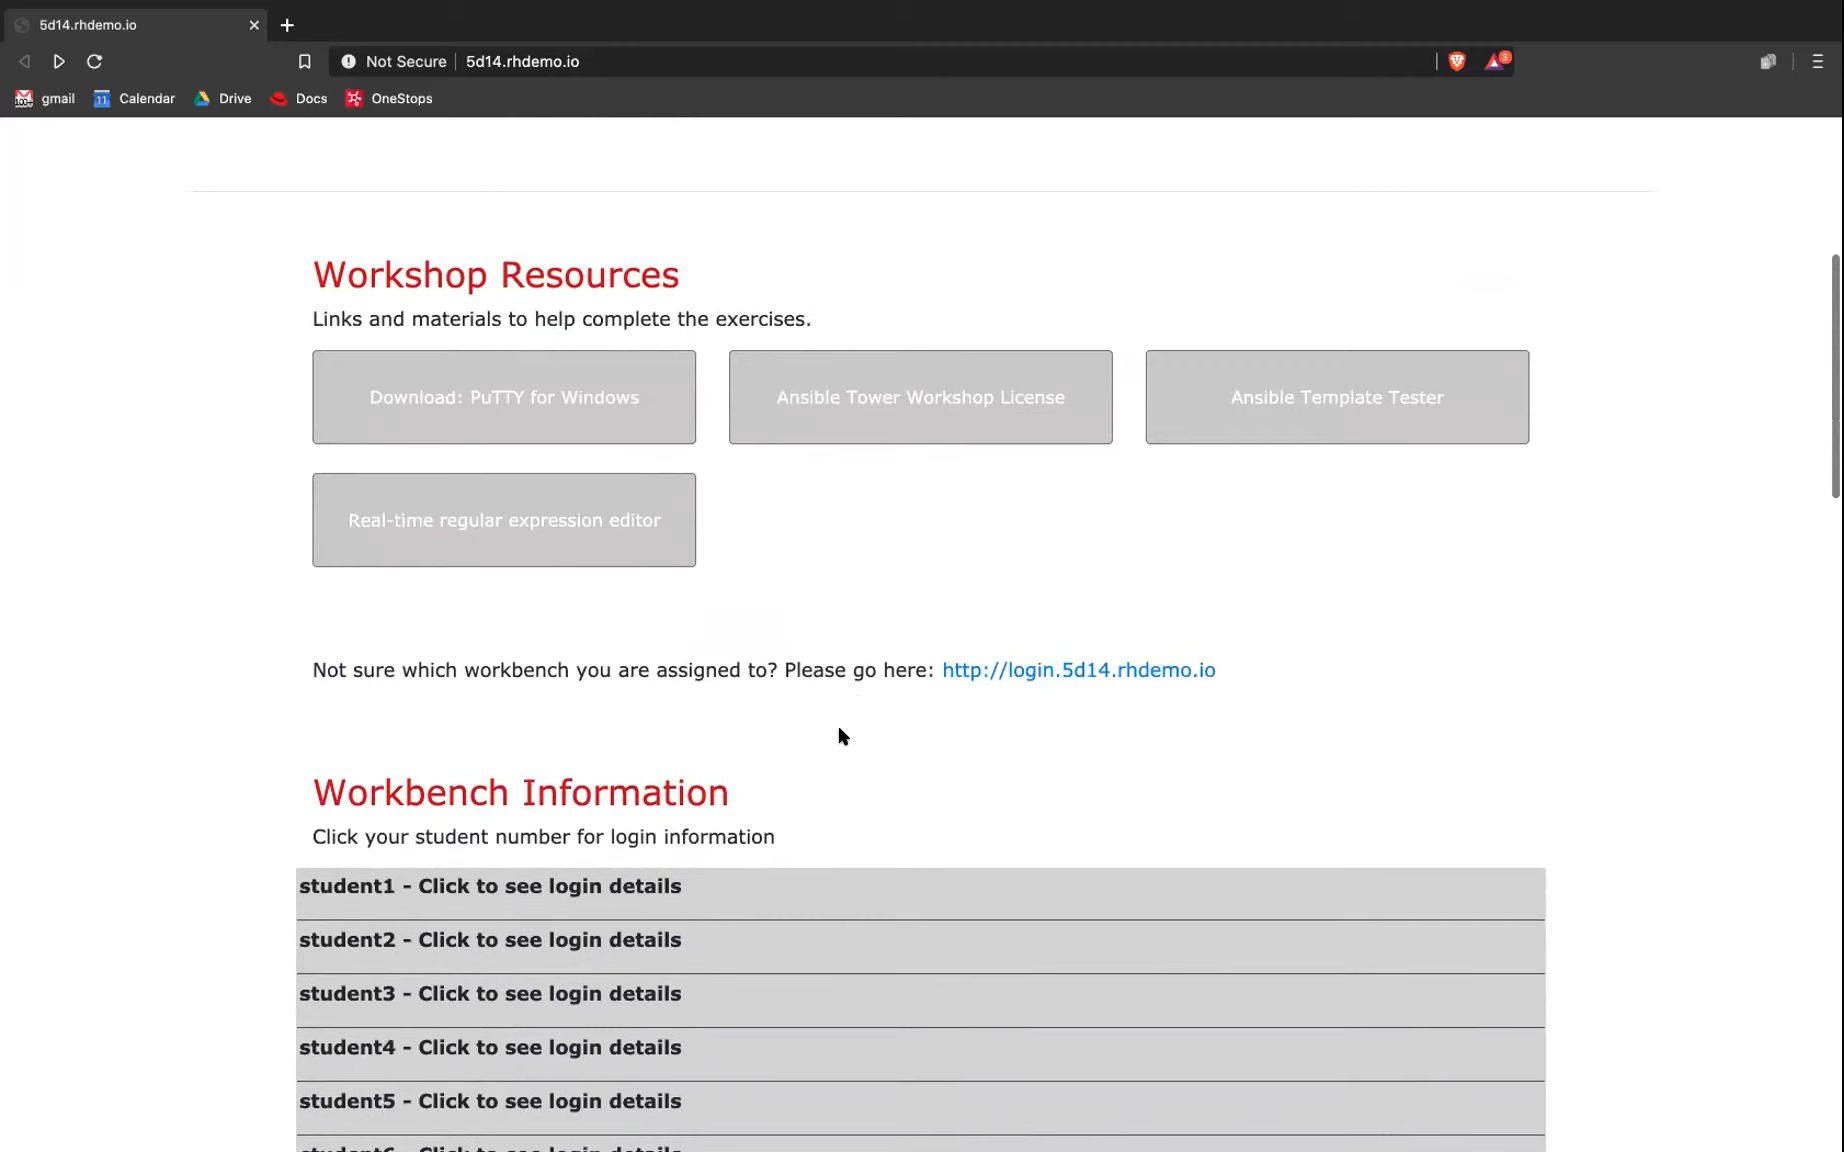 5d14.rhdemo.io
Not Secure 5d14.rhdemo.io
3
gmail Calendar Drive Docs OneStops
Workshop Resources
Links and materials to help complete the exercises.
Download: PuTTY for Windows
Ansible Tower Workshop License
Ansible Template Tester
Real-time regular expression editor
Not sure which workbench you are assigned to? Please go here: http://login.5d14.rhdemo.io
Workbench Information
Click your student number for login information
student1 - Click to see login details
student2 - Click to see login details
student3 - Click to see login details
student4 - Click to see login details
student5 - Click to see login details